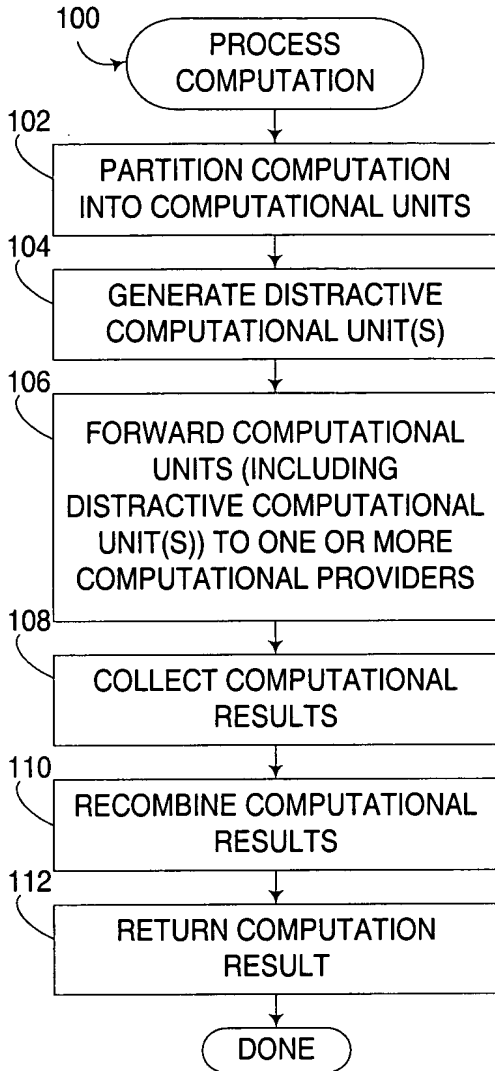 100
PROCESS
COMPUTATION
102
PARTITION COMPUTATION
INTO COMPUTATIONAL UNITS
104
GENERATE DISTRACTIVE
COMPUTATIONAL UNIT(S)
106
FORWARD COMPUTATIONAL
UNITS (INCLUDING
DISTRACTIVE COMPUTATIONAL
UNIT(S)) TO ONE OR MORE
COMPUTATIONAL PROVIDERS
108
COLLECT COMPUTATIONAL
RESULTS
110
RECOMBINE COMPUTATIONAL
RESULTS
112
RETURN COMPUTATION
RESULT
DONE